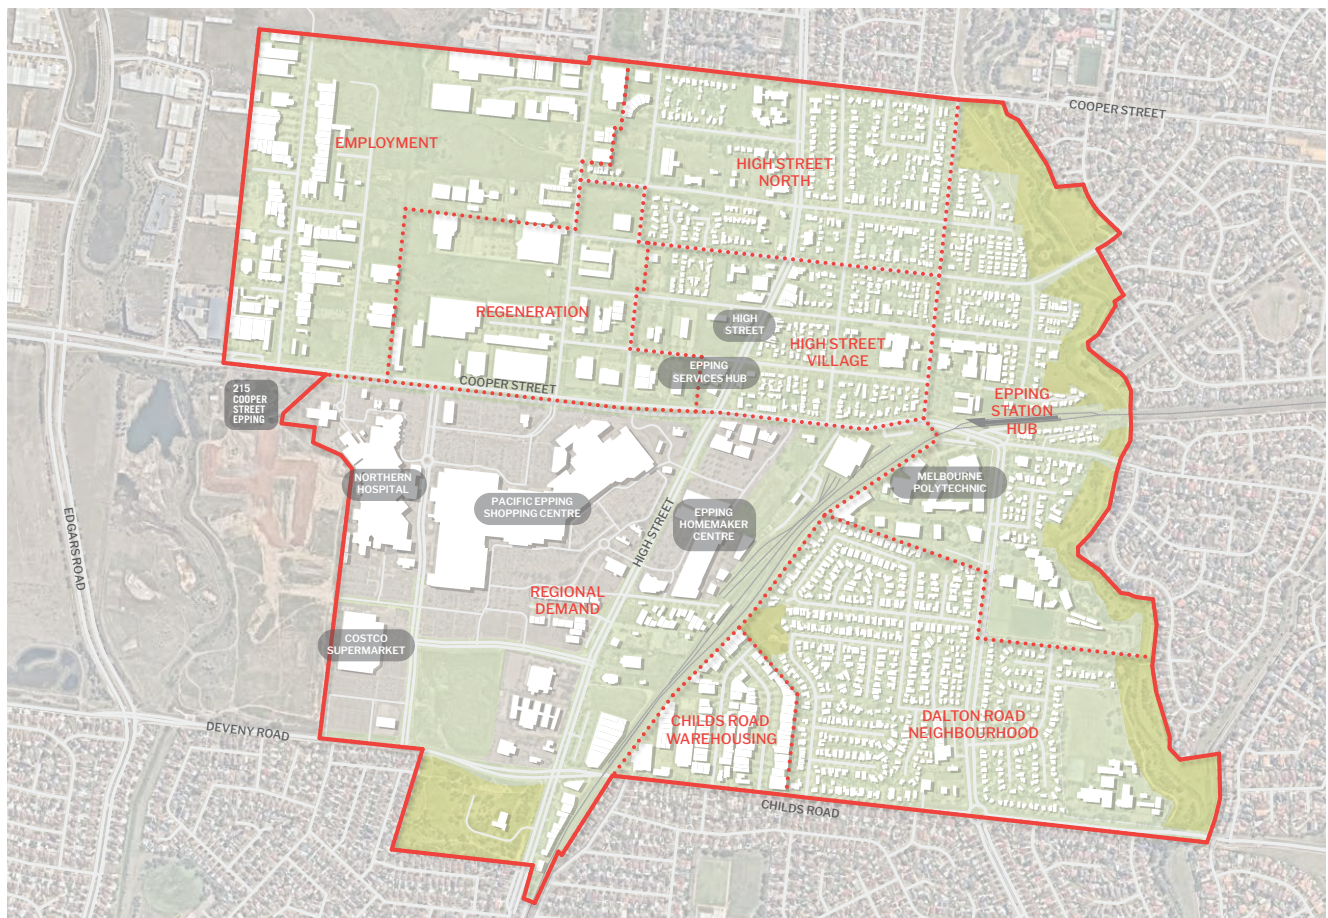 COOPER STREET
EMPLOYMENT
HIGH STREET
NORTH
REGENERATION
HIGH
STREET
HIGH STREET
VILLAGE
EPPING
SERVICES HUB
COOPER STREET
215
COOPER
STREET
EPPING
EPPING
STATION
HUB
NORTHERN
HOSPITAL
MELBOURNE
POLYTECHNIC
PACIFIC EPPING
SHOPPING CENTRE
EPPING
HOMEMAKER
CENTRE
HIGH STREET
EDGARS ROAD
REGIONAL
DEMAND
COSTCO
SUPERMARKET
DEVENY ROAD
CHILDS ROAD
WAREHOUSING
DALTON ROAD
NEIGHBOURHOOD
CHILDS ROAD